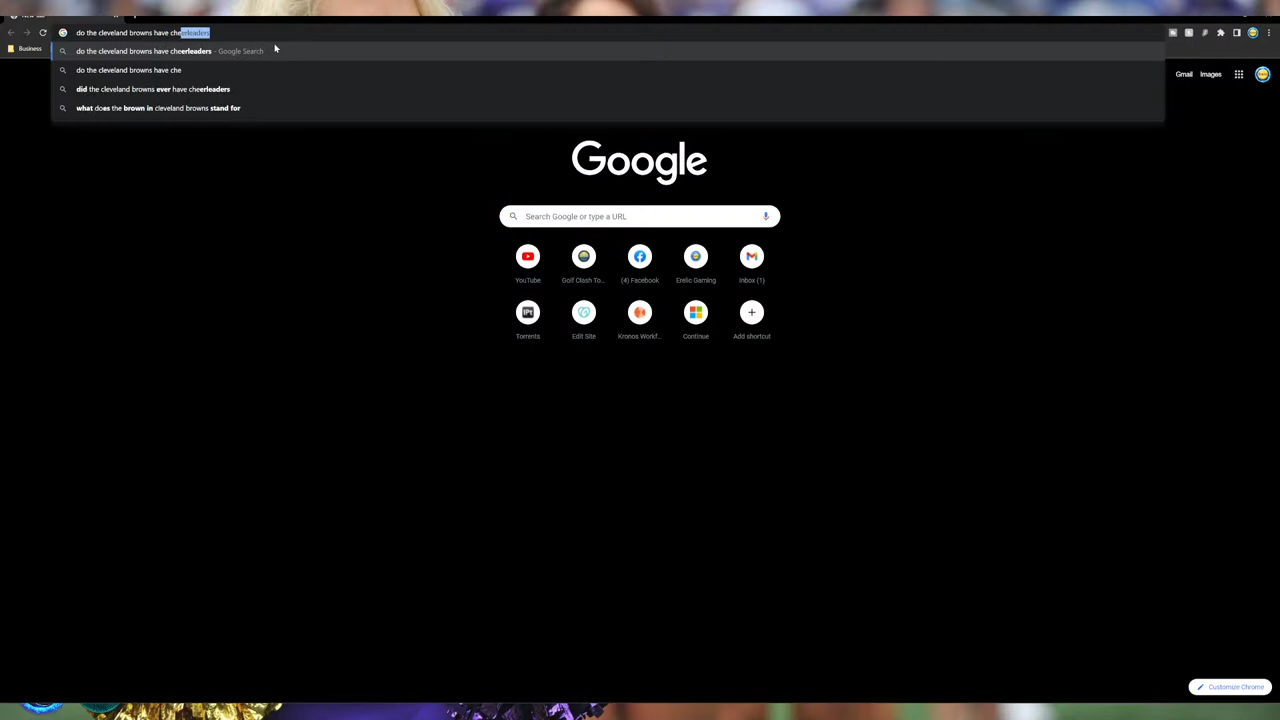 do the cleveland browns have cheerleaders
Business
do the cleveland browns have cheerleaders - Google Search
do the cleveland browns have che
did the cleveland browns ever have cheerleaders
what does the brown in cleveland browns stand for
Gmail Images
Google
Search Google or type a URL
YouTube
Golf Clash To...
(4) Facebook
Erelic Gaming
Inbox (1)
IPt
Torrents
Edit Site
Kronos Workf...
Continue
Add shortcut
Customize Chrome